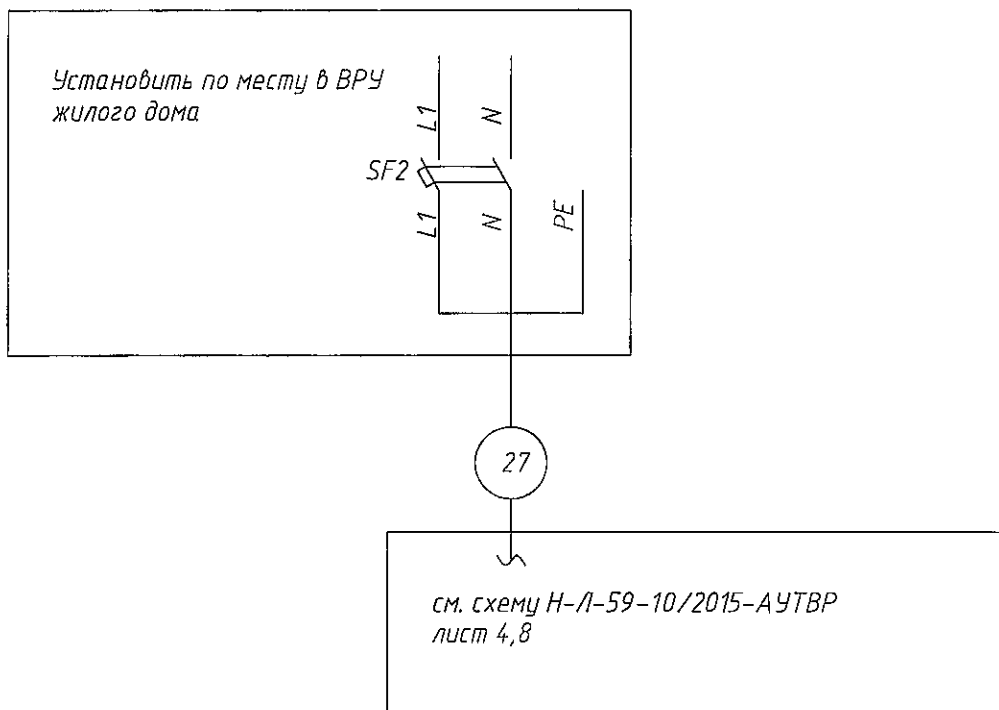 Установить по месту в ВРУ
жилого дома
L1
N
SF2
L1
N
PE
27
см. схему Н-Л-59-10/2015-АУТВР
лист 4,8